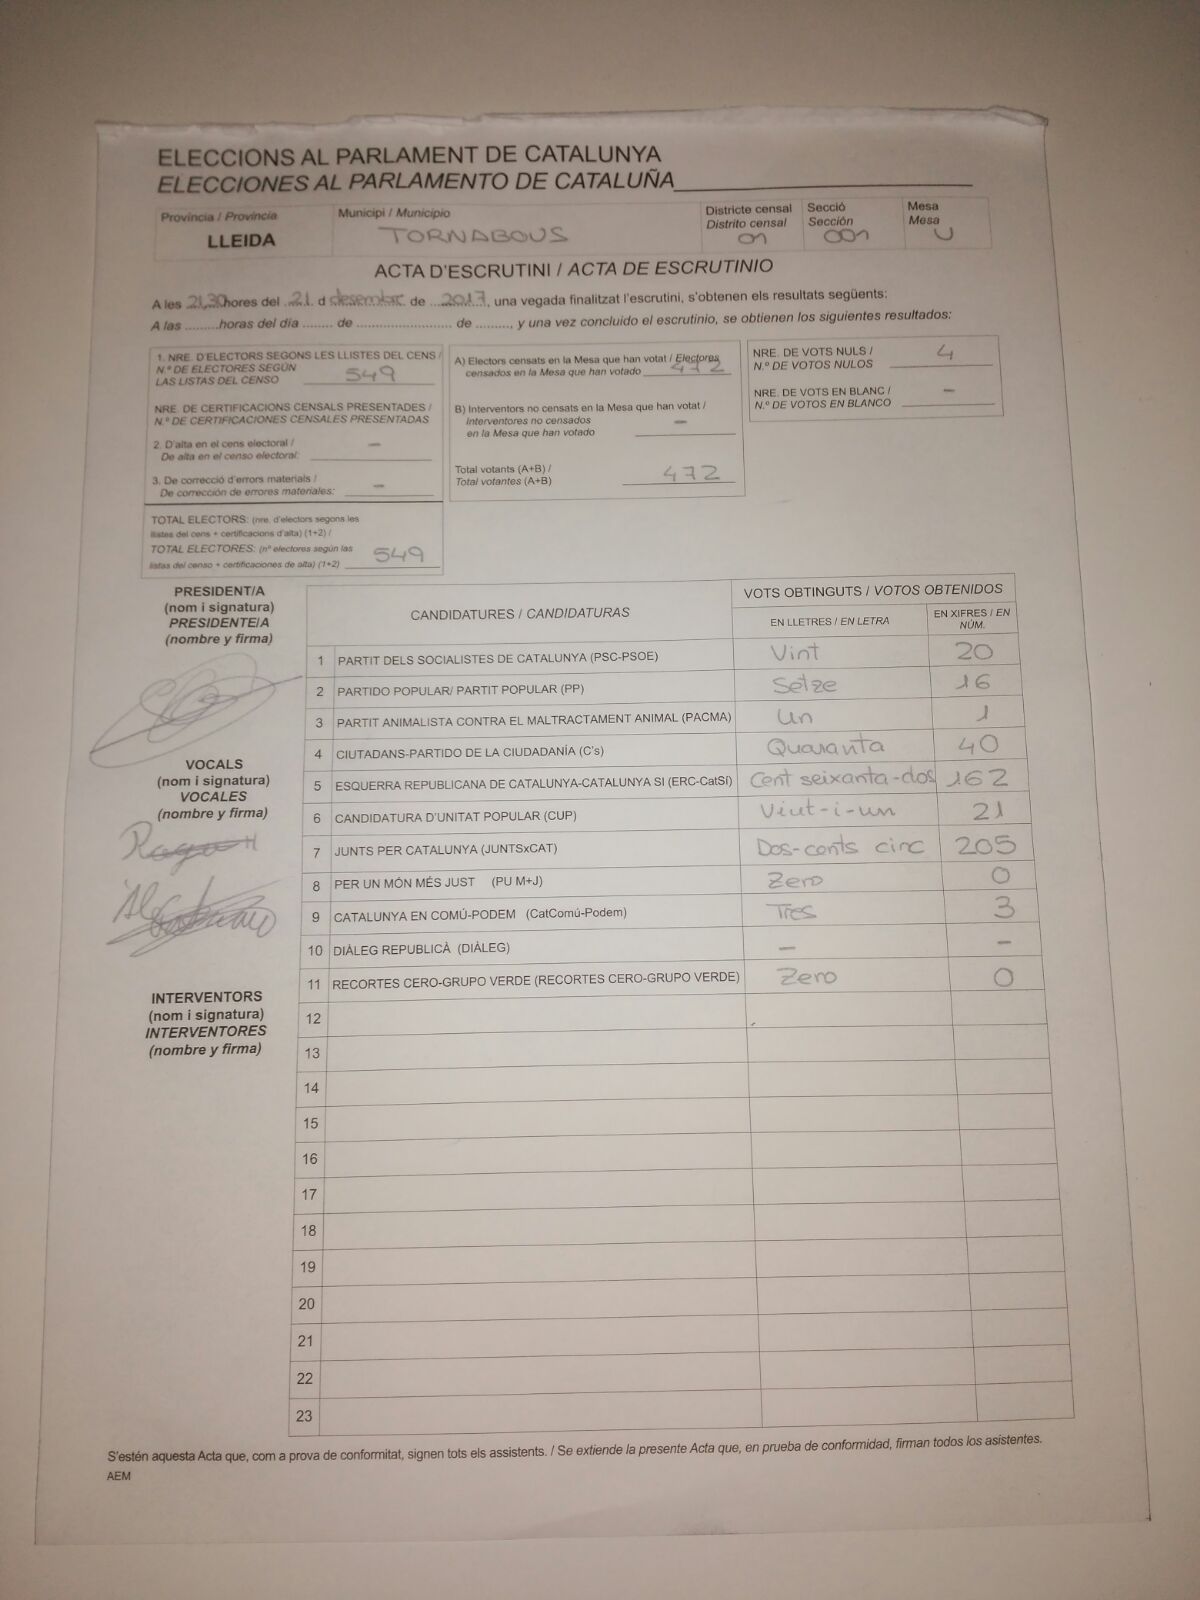 ELECCIONS AL PARLAMENT DE CATALUNYA
ELECCIONES AL PARLAMENTO DE CATALUÑA
Província / Provincia
LLEIDA
Municipi / Municipio
TORNABOUS
Districte censal
Distrito censal
01
Secció
Sección
001
Mesa
Mesa
U
ACTA D'ESCRUTINI / ACTA DE ESCRUTINIO
A les 21,30 hores del 21 d desembre de 2017, una vegada finalitzat l'escrutini, s'obtenen els resultats següents:
A las .........horas del día ....... de ........................ de ........., y una vez concluido el escrutinio, se obtienen los siguientes resultados:
1. NRE. D'ELECTORS SEGONS LES LLISTES DEL CENS /
N.º DE ELECTORES SEGÚN
LAS LISTAS DEL CENSO 549
NRE. DE CERTIFICACIONS CENSALS PRESENTADES /
N.º DE CERTIFICACIONES CENSALES PRESENTADAS
2. D'alta en el cens electoral / –
De alta en el censo electoral:
3. De correcció d'errors materials / –
De corrección de errores materiales:
TOTAL ELECTORS: (nre. d'electors segons les
llistes del cens + certificacions d'alta) (1+2) /
TOTAL ELECTORES: (nº electores según las
listas del censo + certificaciones de alta) (1+2) 549
A) Electors censats en la Mesa que han votat / Electores
censados en la Mesa que han votado 472
B) Interventors no censats en la Mesa que han votat /
Interventores no censados –
en la Mesa que han votado
Total votants (A+B) /
Total votantes (A+B) 472
NRE. DE VOTS NULS / 4
N.º DE VOTOS NULOS
NRE. DE VOTS EN BLANC / –
N.º DE VOTOS EN BLANCO
PRESIDENT/A
(nom i signatura)
PRESIDENTE/A
(nombre y firma)
VOCALS
(nom i signatura)
VOCALES
(nombre y firma)
INTERVENTORS
(nom i signatura)
INTERVENTORES
(nombre y firma)
CANDIDATURES / CANDIDATURAS
VOTS OBTINGUTS / VOTOS OBTENIDOS
EN LLETRES / EN LETRA
EN XIFRES / EN
NÚM.
1 PARTIT DELS SOCIALISTES DE CATALUNYA (PSC-PSOE) Vint 20
2 PARTIDO POPULAR/ PARTIT POPULAR (PP) Setze 16
3 PARTIT ANIMALISTA CONTRA EL MALTRACTAMENT ANIMAL (PACMA) Un 1
4 CIUTADANS-PARTIDO DE LA CIUDADANÍA (C's) Quaranta 40
5 ESQUERRA REPUBLICANA DE CATALUNYA-CATALUNYA SI (ERC-CatSÍ) Cent seixanta-dos 162
6 CANDIDATURA D'UNITAT POPULAR (CUP) Vint-i-un 21
7 JUNTS PER CATALUNYA (JUNTSxCAT) Dos-cents cinc 205
8 PER UN MÓN MÉS JUST (PU M+J) Zero 0
9 CATALUNYA EN COMÚ-PODEM (CatComú-Podem) Tres 3
10 DIÀLEG REPUBLICÀ (DIÀLEG) – –
11 RECORTES CERO-GRUPO VERDE (RECORTES CERO-GRUPO VERDE) Zero 0
12
13
14
15
16
17
18
19
20
21
22
23
S'estén aquesta Acta que, com a prova de conformitat, signen tots els assistents. / Se extiende la presente Acta que, en prueba de conformidad, firman todos los asistentes.
AEM